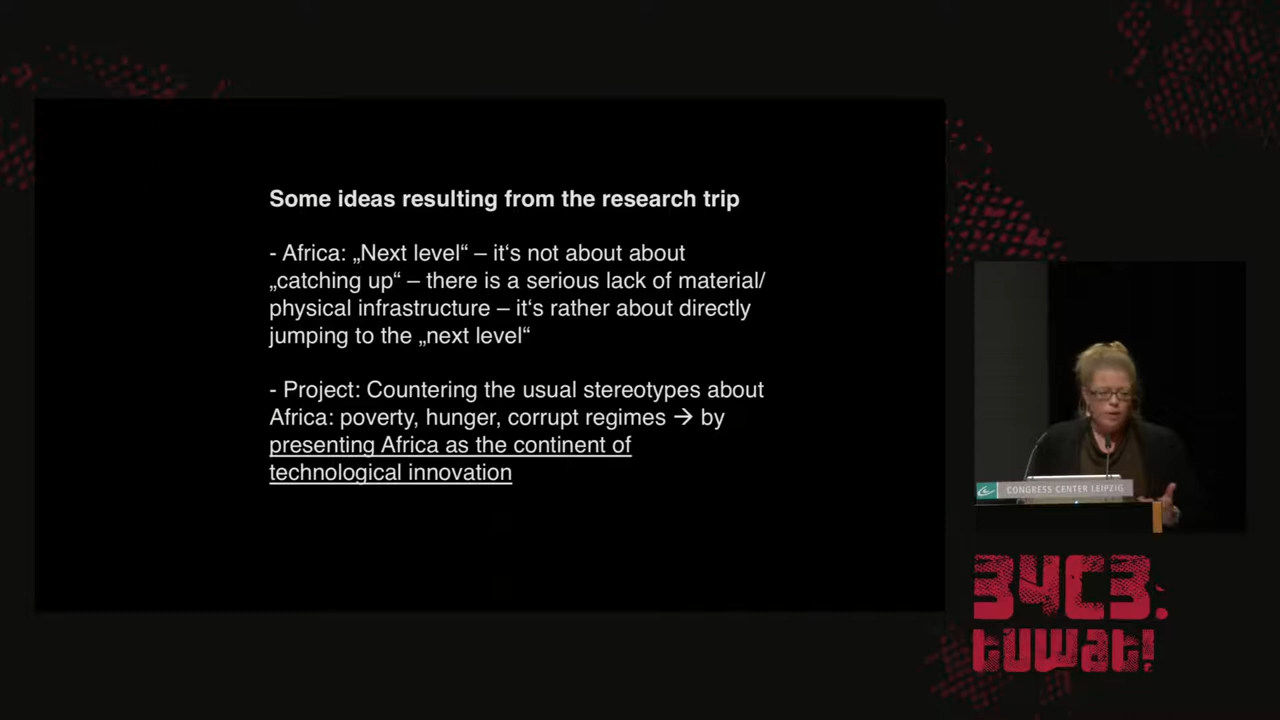 Some ideas resulting from the research trip
- Africa: „Next level“ – it‘s not about about
„catching up“ – there is a serious lack of material/
physical infrastructure – it‘s rather about directly
jumping to the „next level“
- Project: Countering the usual stereotypes about
Africa: poverty, hunger, corrupt regimes → by
presenting Africa as the continent of
technological innovation
CONGRESS CENTER LEIPZIG
34C3.
tuwat!